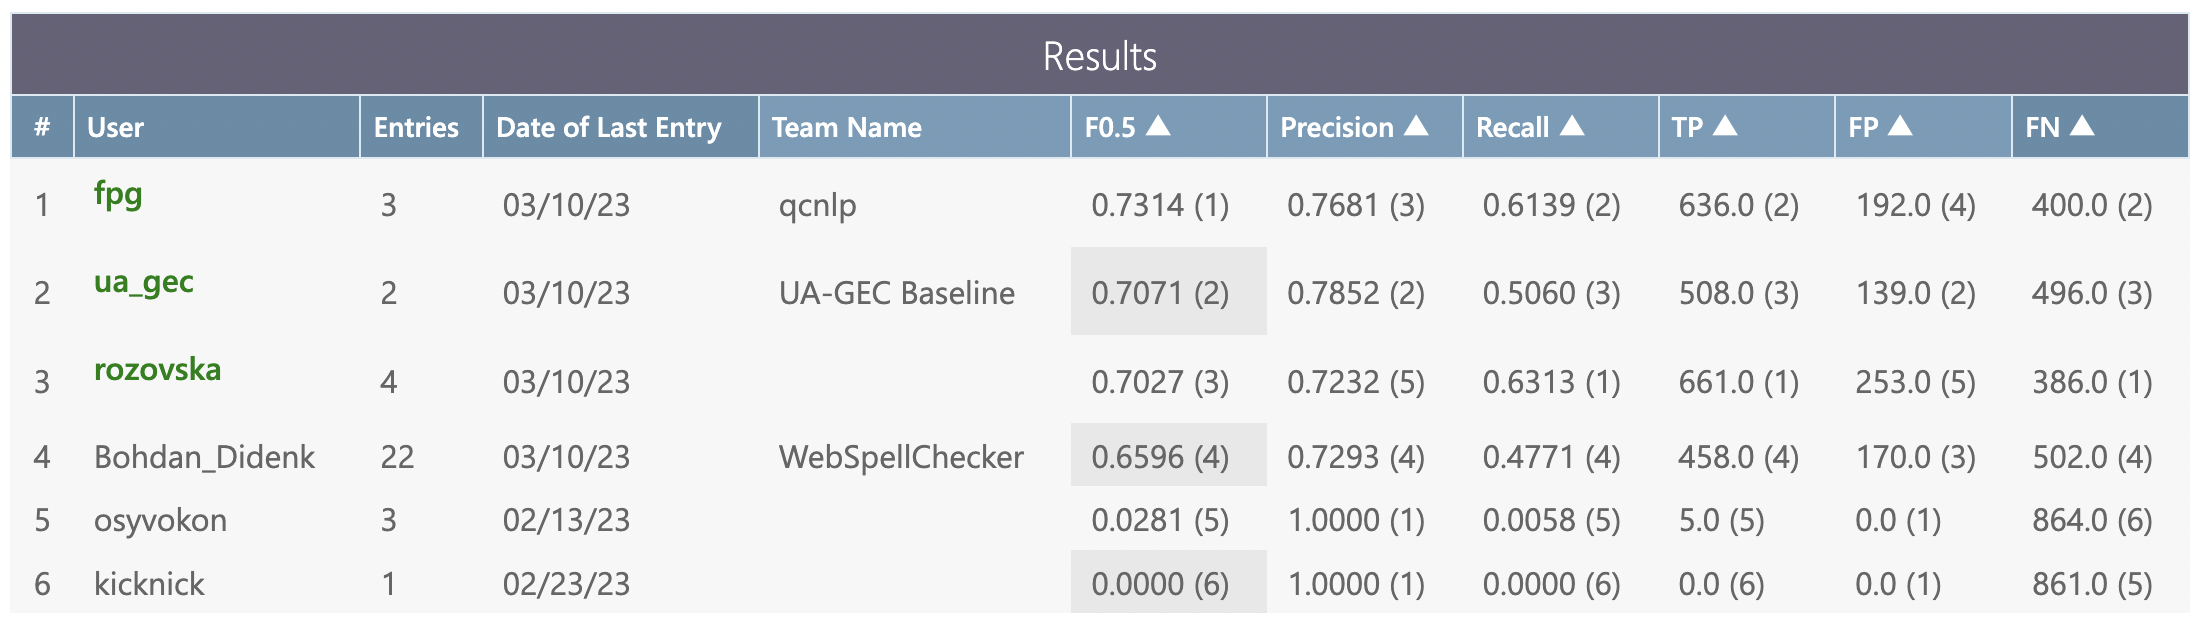 Results
# User Entries Date of Last Entry Team Name F0.5 ▲ Precision ▲ Recall ▲ TP ▲ FP ▲ FN ▲
1 fpg 3 03/10/23 qcnlp 0.7314 (1) 0.7681 (3) 0.6139 (2) 636.0 (2) 192.0 (4) 400.0 (2)
2 ua_gec 2 03/10/23 UA-GEC Baseline 0.7071 (2) 0.7852 (2) 0.5060 (3) 508.0 (3) 139.0 (2) 496.0 (3)
3 rozovska 4 03/10/23 0.7027 (3) 0.7232 (5) 0.6313 (1) 661.0 (1) 253.0 (5) 386.0 (1)
4 Bohdan_Didenk 22 03/10/23 WebSpellChecker 0.6596 (4) 0.7293 (4) 0.4771 (4) 458.0 (4) 170.0 (3) 502.0 (4)
5 osyvokon 3 02/13/23 0.0281 (5) 1.0000 (1) 0.0058 (5) 5.0 (5) 0.0 (1) 864.0 (6)
6 kicknick 1 02/23/23 0.0000 (6) 1.0000 (1) 0.0000 (6) 0.0 (6) 0.0 (1) 861.0 (5)